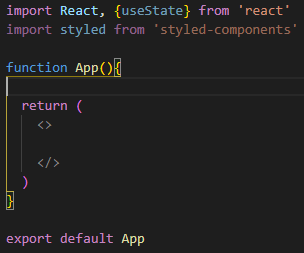 import React, {useState} from 'react'
import styled from 'styled-components'
function App(){
return (
<>
</>
)
}
export default App